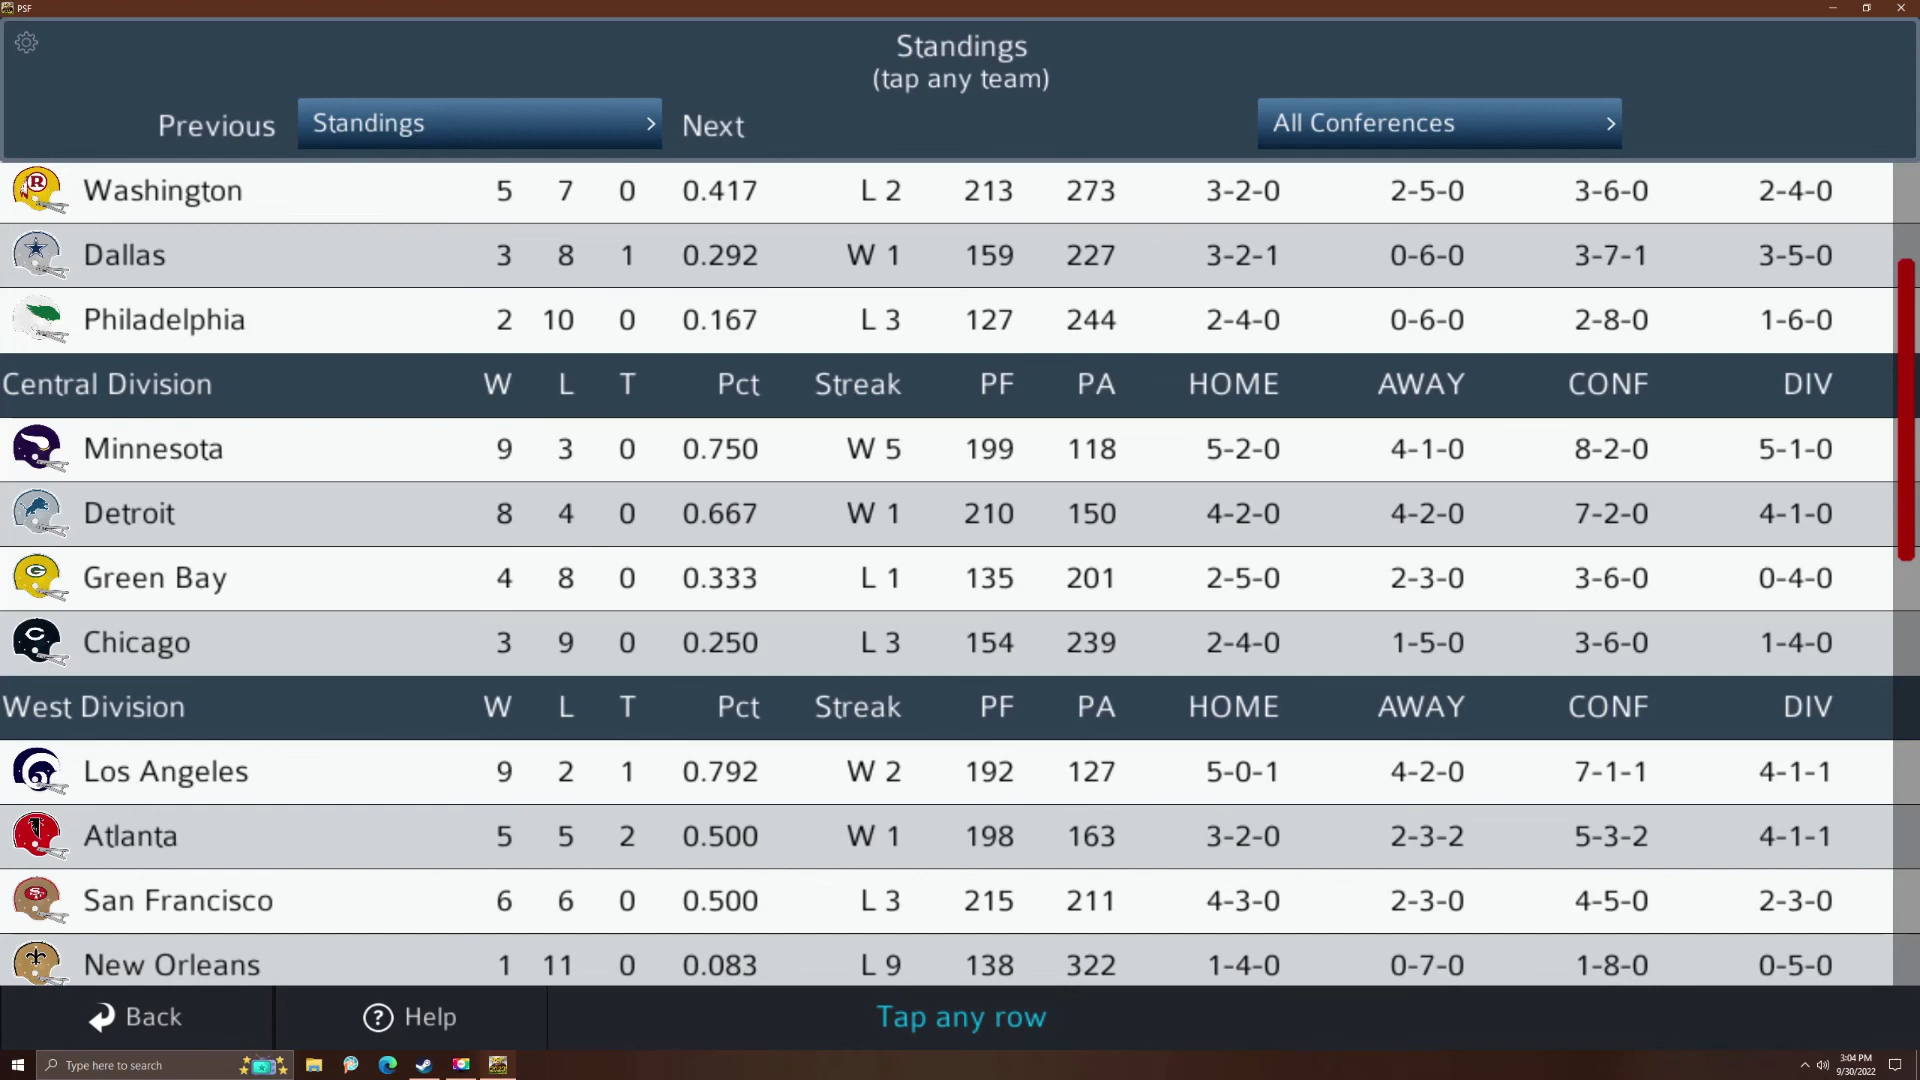 PSF
Standings
(tap any team)
Previous Standings > Next All Conferences >
Washington 5 7 0 0.417 L 2 213 273 3-2-0 2-5-0 3-6-0 2-4-0
Dallas 3 8 1 0.292 W 1 159 227 3-2-1 0-6-0 3-7-1 3-5-0
Philadelphia 2 10 0 0.167 L 3 127 244 2-4-0 0-6-0 2-8-0 1-6-0
Central Division W L T Pct Streak PF PA HOME AWAY CONF DIV
Minnesota 9 3 0 0.750 W 5 199 118 5-2-0 4-1-0 8-2-0 5-1-0
Detroit 8 4 0 0.667 W 1 210 150 4-2-0 4-2-0 7-2-0 4-1-0
Green Bay 4 8 0 0.333 L 1 135 201 2-5-0 2-3-0 3-6-0 0-4-0
Chicago 3 9 0 0.250 L 3 154 239 2-4-0 1-5-0 3-6-0 1-4-0
West Division W L T Pct Streak PF PA HOME AWAY CONF DIV
Los Angeles 9 2 1 0.792 W 2 192 127 5-0-1 4-2-0 7-1-1 4-1-1
Atlanta 5 5 2 0.500 W 1 198 163 3-2-0 2-3-2 5-3-2 4-1-1
San Francisco 6 6 0 0.500 L 3 215 211 4-3-0 2-3-0 4-5-0 2-3-0
New Orleans 1 11 0 0.083 L 9 138 322 1-4-0 0-7-0 1-8-0 0-5-0
Back ? Help Tap any row
Type here to search
3:04 PM
9/30/2022